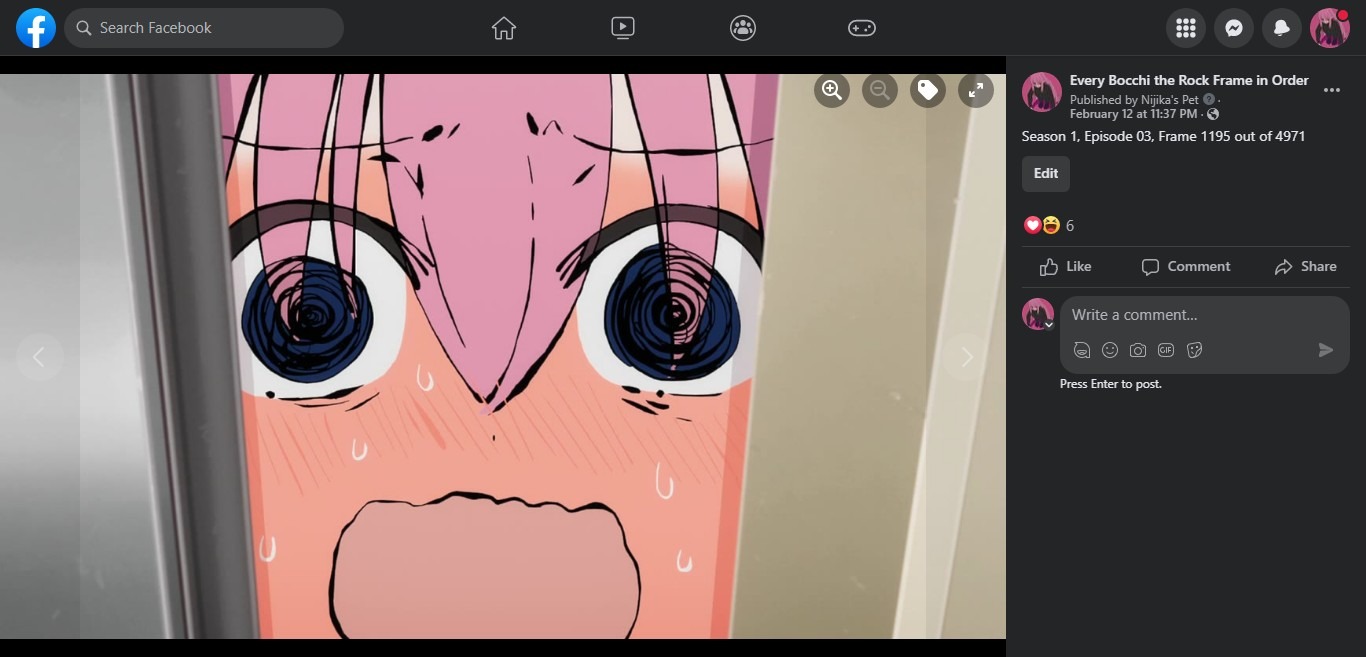 Search Facebook
Every Bocchi the Rock Frame in Order
Published by Nijika's Pet ·
February 12 at 11:37 PM ·
Season 1, Episode 03, Frame 1195 out of 4971
Edit
6
Like Comment Share
Write a comment...
GIF
Press Enter to post.